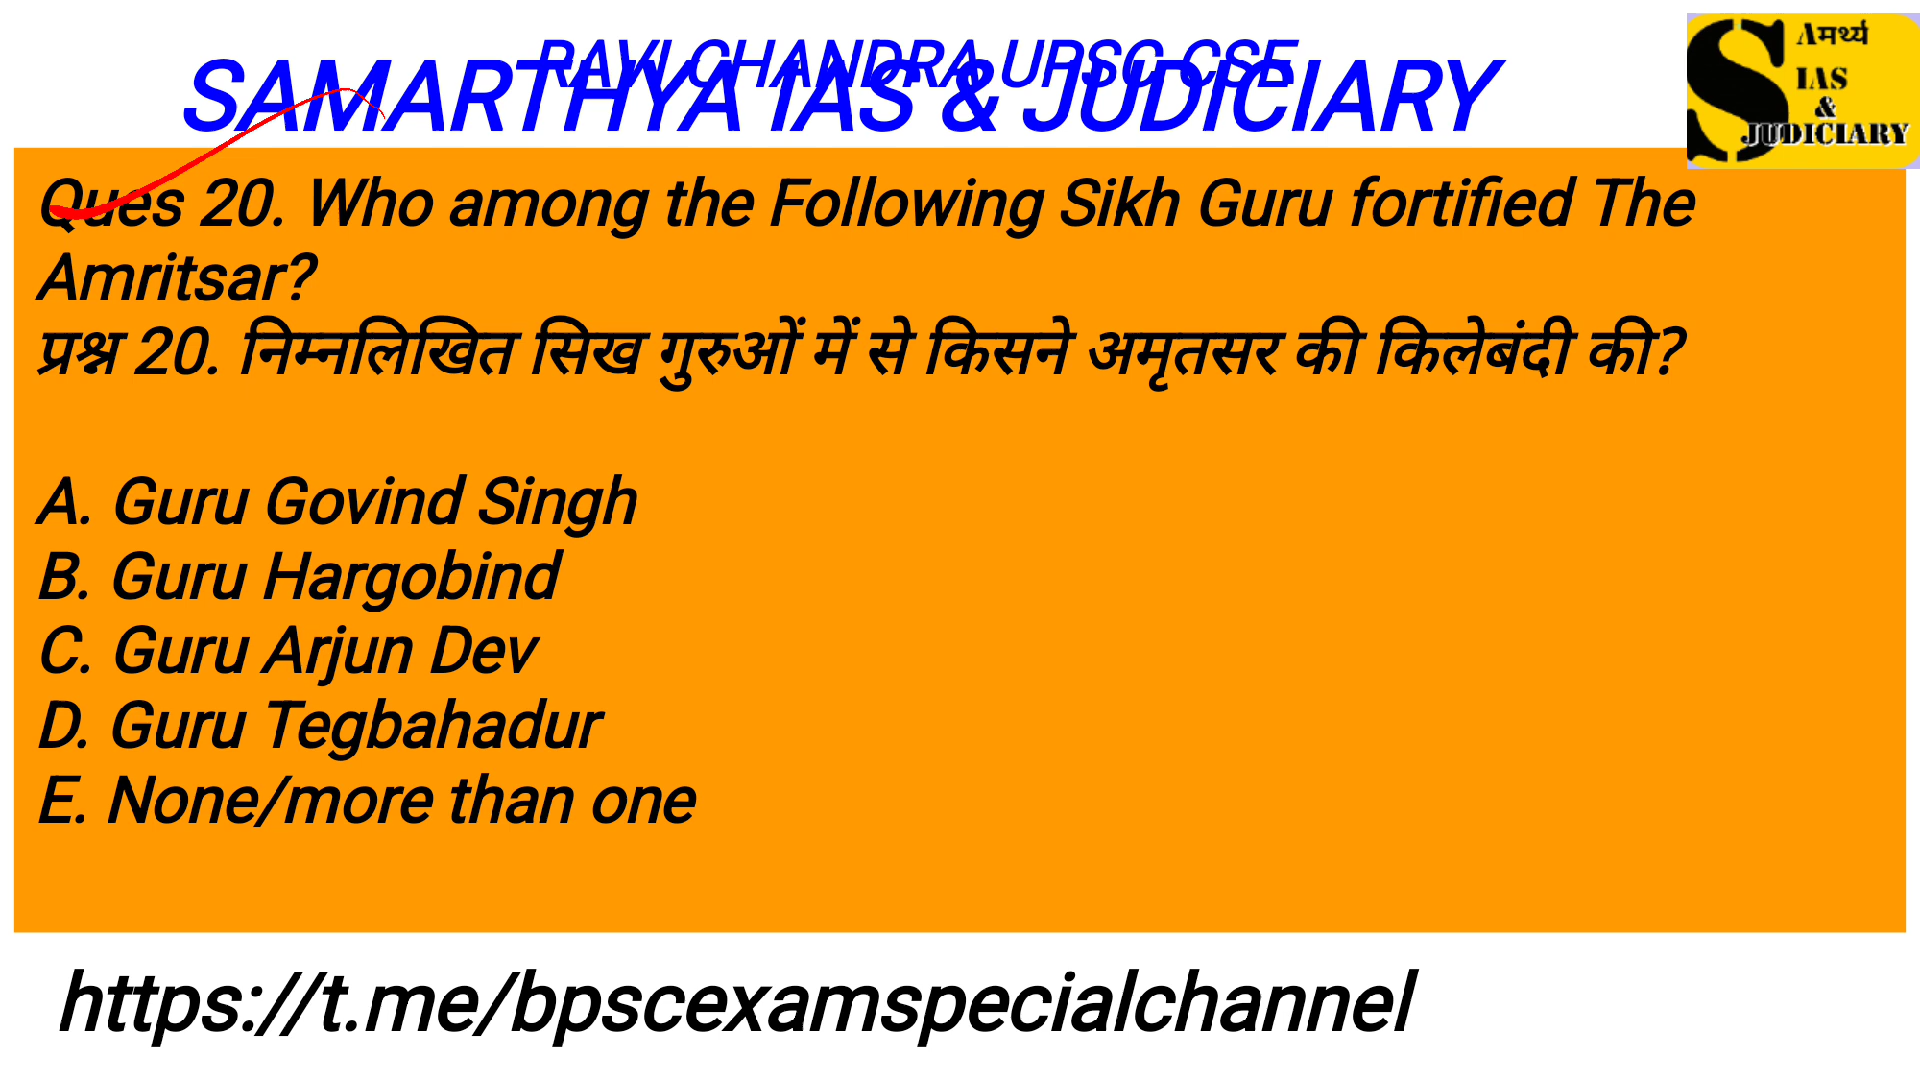 RAVI CHANDRA UPSC CSE
SAMARTHYA IAS & JUDICIARY
Sामर्थ्य
IAS
&
JUDICIARY
Ques 20. Who among the Following Sikh Guru fortified The
Amritsar?
प्रश्न 20. निम्नलिखित सिख गुरुओं में से किसने अमृतसर की किलेबंदी की?
A. Guru Govind Singh
B. Guru Hargobind
C. Guru Arjun Dev
D. Guru Tegbahadur
E. None/more than one
https://t.me/bpscexamspecialchannel